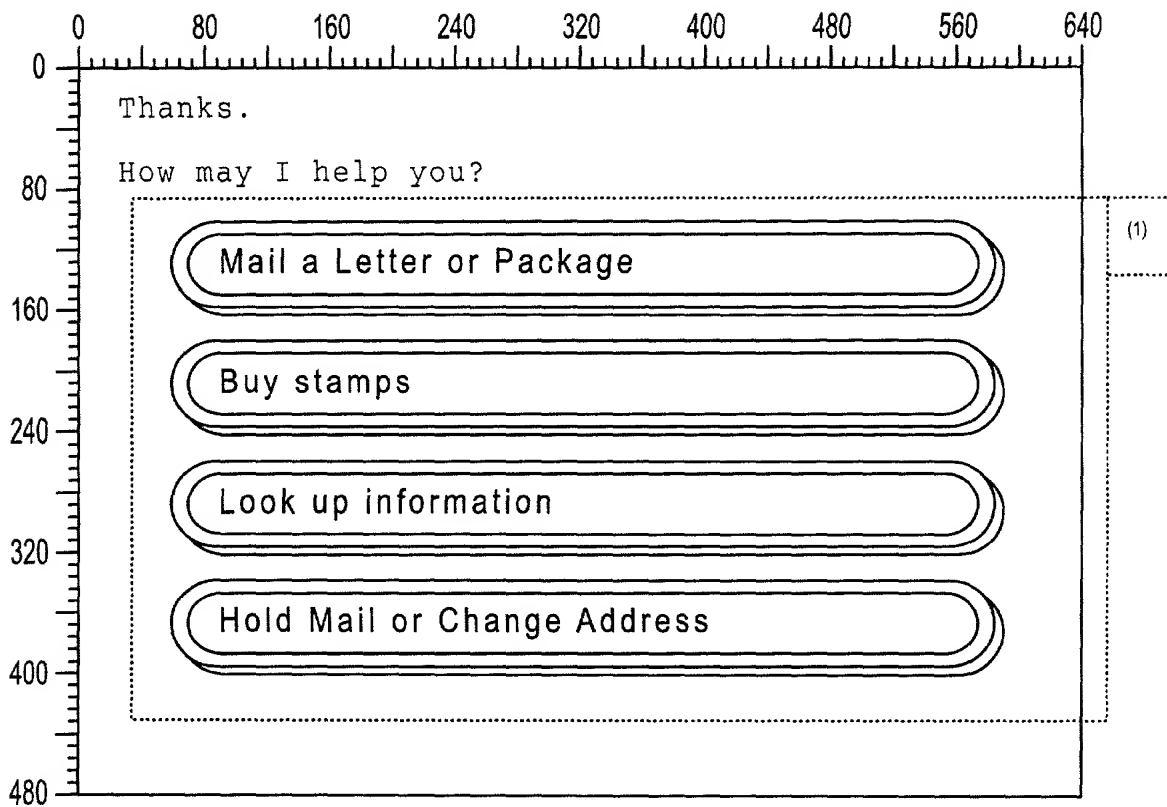 0 80 160 240 320 400 480 560 640
0
Thanks.
How may I help you?
80
(1)
Mail a Letter or Package
160
Buy stamps
240
Look up information
320
Hold Mail or Change Address
400
480